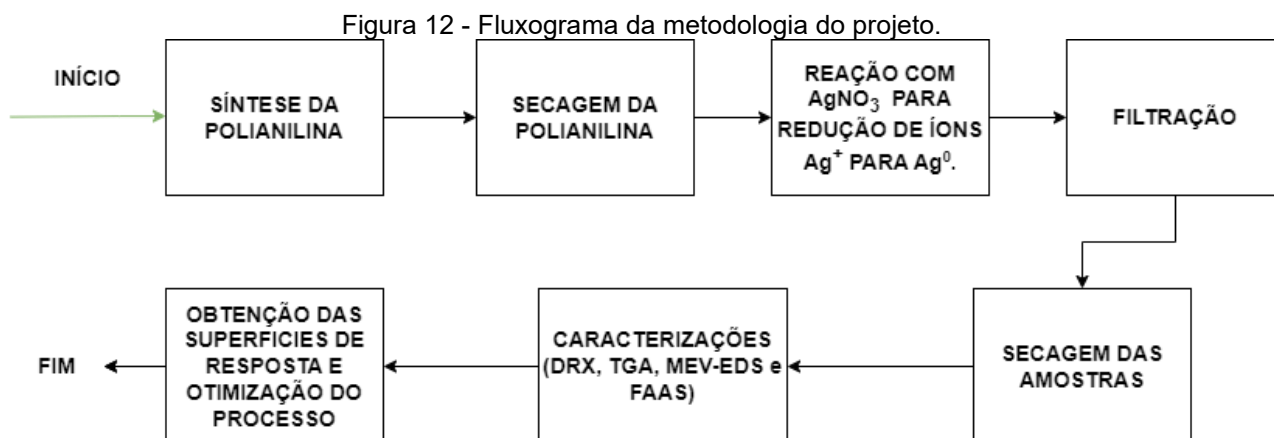 Figura 12 - Fluxograma da metodologia do projeto.
INÍCIO
SÍNTESE DA
POLIANILINA
SECAGEM DA
POLIANILINA
REAÇÃO COM
AgNO₃ PARA
REDUÇÃO DE ÍONS
Ag⁺ PARA Ag⁰.
FILTRAÇÃO
SECAGEM DAS
AMOSTRAS
CARACTERIZAÇÕES
(DRX, TGA, MEV-EDS e
FAAS)
OBTENÇÃO DAS
SUPERFICIES DE
RESPOSTA E
OTIMIZAÇÃO DO
PROCESSO
FIM